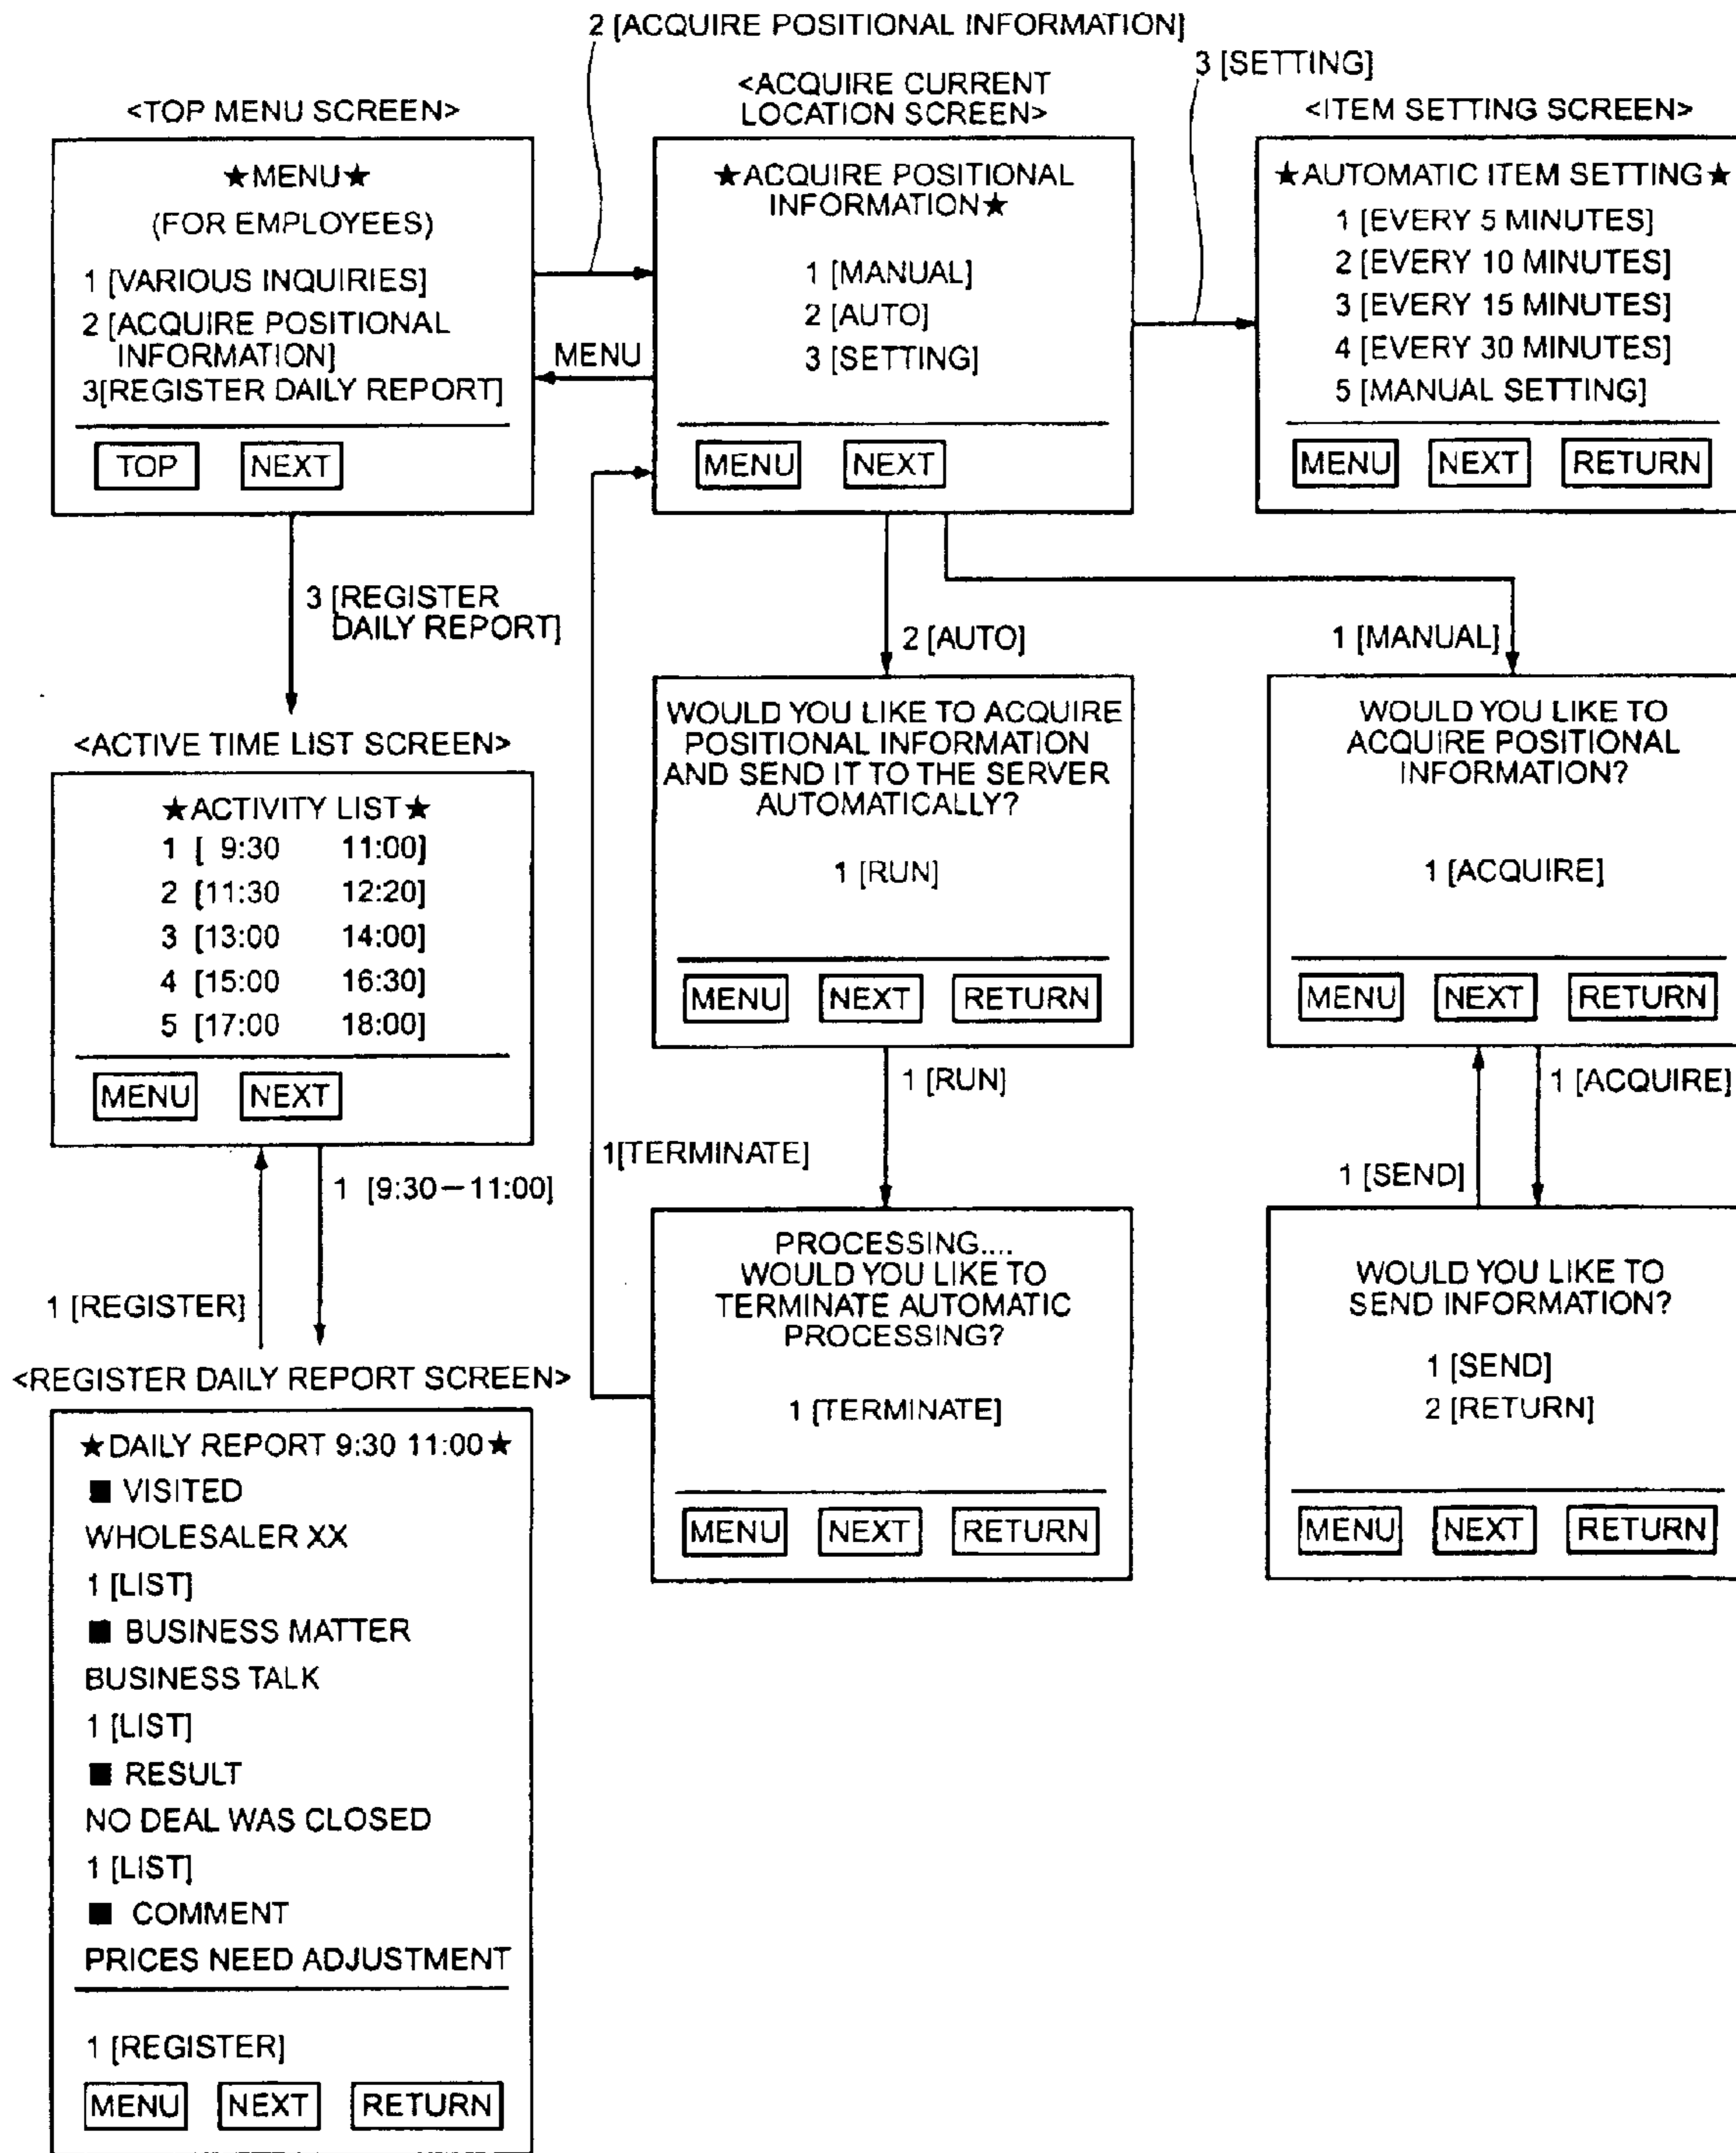 2 [ACQUIRE POSITIONAL INFORMATION]
3 [SETTING]
<TOP MENU SCREEN>
★MENU★
(FOR EMPLOYEES)
1 [VARIOUS INQUIRIES]
2 [ACQUIRE POSITIONAL
INFORMATION]
3[REGISTER DAILY REPORT]
TOP NEXT
MENU
<ACQUIRE CURRENT
LOCATION SCREEN>
★ACQUIRE POSITIONAL
INFORMATION★
1 [MANUAL]
2 [AUTO]
3 [SETTING]
MENU NEXT
<ITEM SETTING SCREEN>
★AUTOMATIC ITEM SETTING★
1 [EVERY 5 MINUTES]
2 [EVERY 10 MINUTES]
3 [EVERY 15 MINUTES]
4 [EVERY 30 MINUTES]
5 [MANUAL SETTING]
MENU NEXT RETURN
3 [REGISTER
DAILY REPORT]
<ACTIVE TIME LIST SCREEN>
★ACTIVITY LIST★
1 [ 9:30 11:00]
2 [11:30 12:20]
3 [13:00 14:00]
4 [15:00 16:30]
5 [17:00 18:00]
MENU NEXT
1 [9:30—11:00]
1 [REGISTER]
<REGISTER DAILY REPORT SCREEN>
★DAILY REPORT 9:30 11:00★
■ VISITED
WHOLESALER XX
1 [LIST]
■ BUSINESS MATTER
BUSINESS TALK
1 [LIST]
■ RESULT
NO DEAL WAS CLOSED
1 [LIST]
■ COMMENT
PRICES NEED ADJUSTMENT
1 [REGISTER]
MENU NEXT RETURN
2 [AUTO]
WOULD YOU LIKE TO ACQUIRE
POSITIONAL INFORMATION
AND SEND IT TO THE SERVER
AUTOMATICALLY?
1 [RUN]
MENU NEXT RETURN
1 [RUN]
1[TERMINATE]
PROCESSING....
WOULD YOU LIKE TO
TERMINATE AUTOMATIC
PROCESSING?
1 [TERMINATE]
MENU NEXT RETURN
1 [MANUAL]
WOULD YOU LIKE TO
ACQUIRE POSITIONAL
INFORMATION?
1 [ACQUIRE]
MENU NEXT RETURN
1 [ACQUIRE]
1 [SEND]
WOULD YOU LIKE TO
SEND INFORMATION?
1 [SEND]
2 [RETURN]
MENU NEXT RETURN